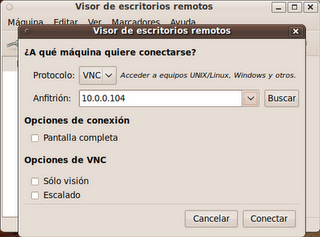 Visor de escritorios remotos
Máquina Editar Ver Marcadores Ayuda
Visor de escritorios remotos
¿A qué máquina quiere conectarse?
Protocolo: VNC Acceder a equipos UNIX/Linux, Windows y otros.
Anfitrión: 10.0.0.104 Buscar
Opciones de conexión
Pantalla completa
Opciones de VNC
Sólo visión
Escalado
Cancelar Conectar